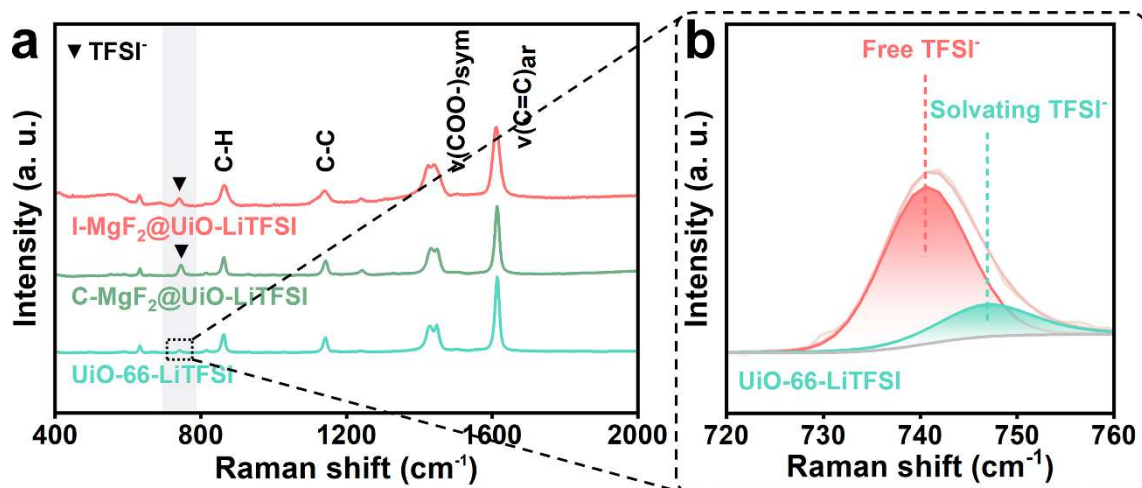 a
▼ TFSI⁻
C-H
C-C
ν(COO-)sym
ν(C=C)ar
I-MgF₂@UiO-LiTFSI
C-MgF₂@UiO-LiTFSI
UiO-66-LiTFSI
Intensity (a. u.)
400 800 1200 1600 2000
Raman shift (cm⁻¹)
b
Free TFSI⁻
Solvating TFSI⁻
UiO-66-LiTFSI
Intensity (a. u.)
720 730 740 750 760
Raman shift (cm⁻¹)